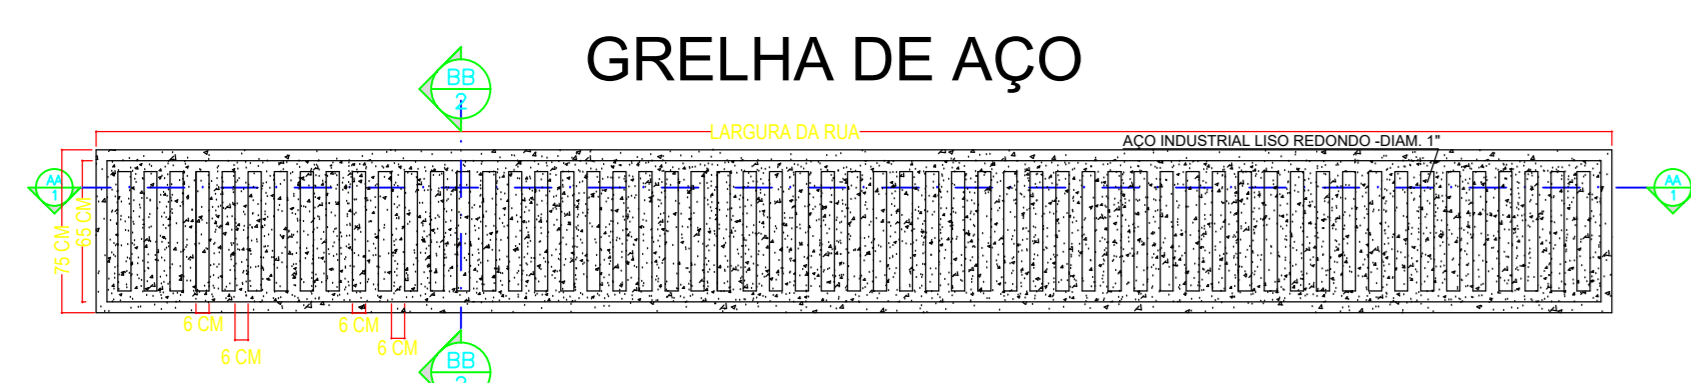 GRELHA DE AÇO
BB
2
LARGURA DA RUA
AÇO INDUSTRIAL LISO REDONDO -DIAM. 1"
AA
1
AA
1
75 CM
65 CM
6 CM
6 CM
6 CM
6 CM
BB